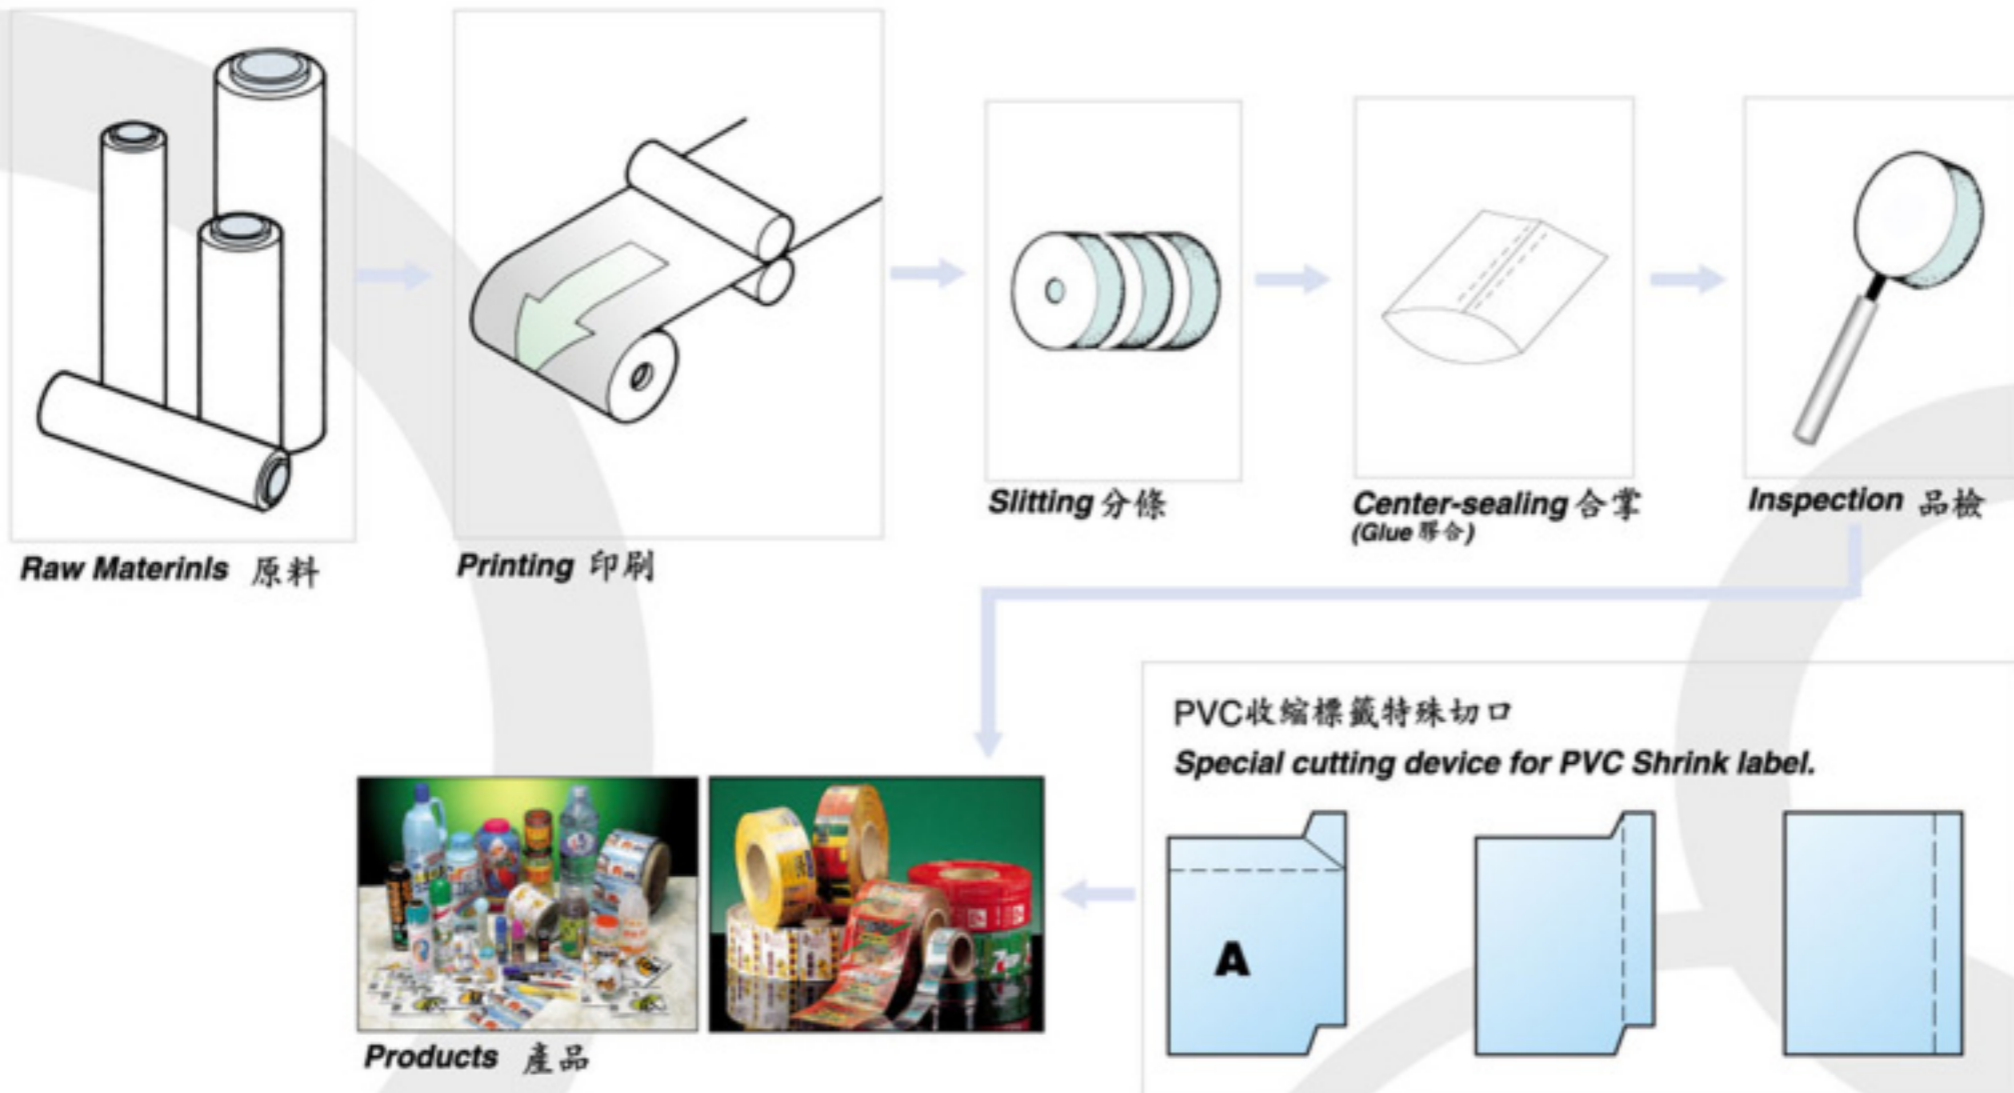 Raw Materinls 原料
Printing 印刷
Slitting 分條
Center-sealing 合掌
(Glue 膠合)
Inspection 品檢
PVC收縮標籤特殊切口
Special cutting device for PVC Shrink label.
A
Products 產品